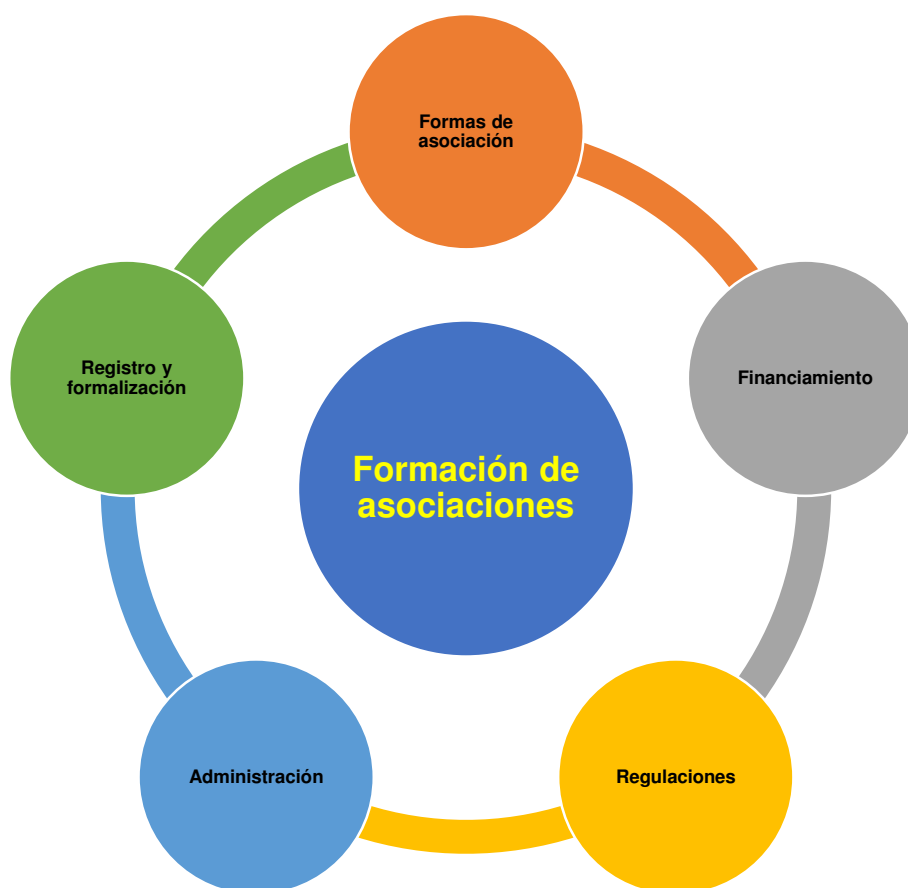 Formas de
asociación
Registro y
formalización
Financiamiento
Formación de
asociaciones
Administración
Regulaciones